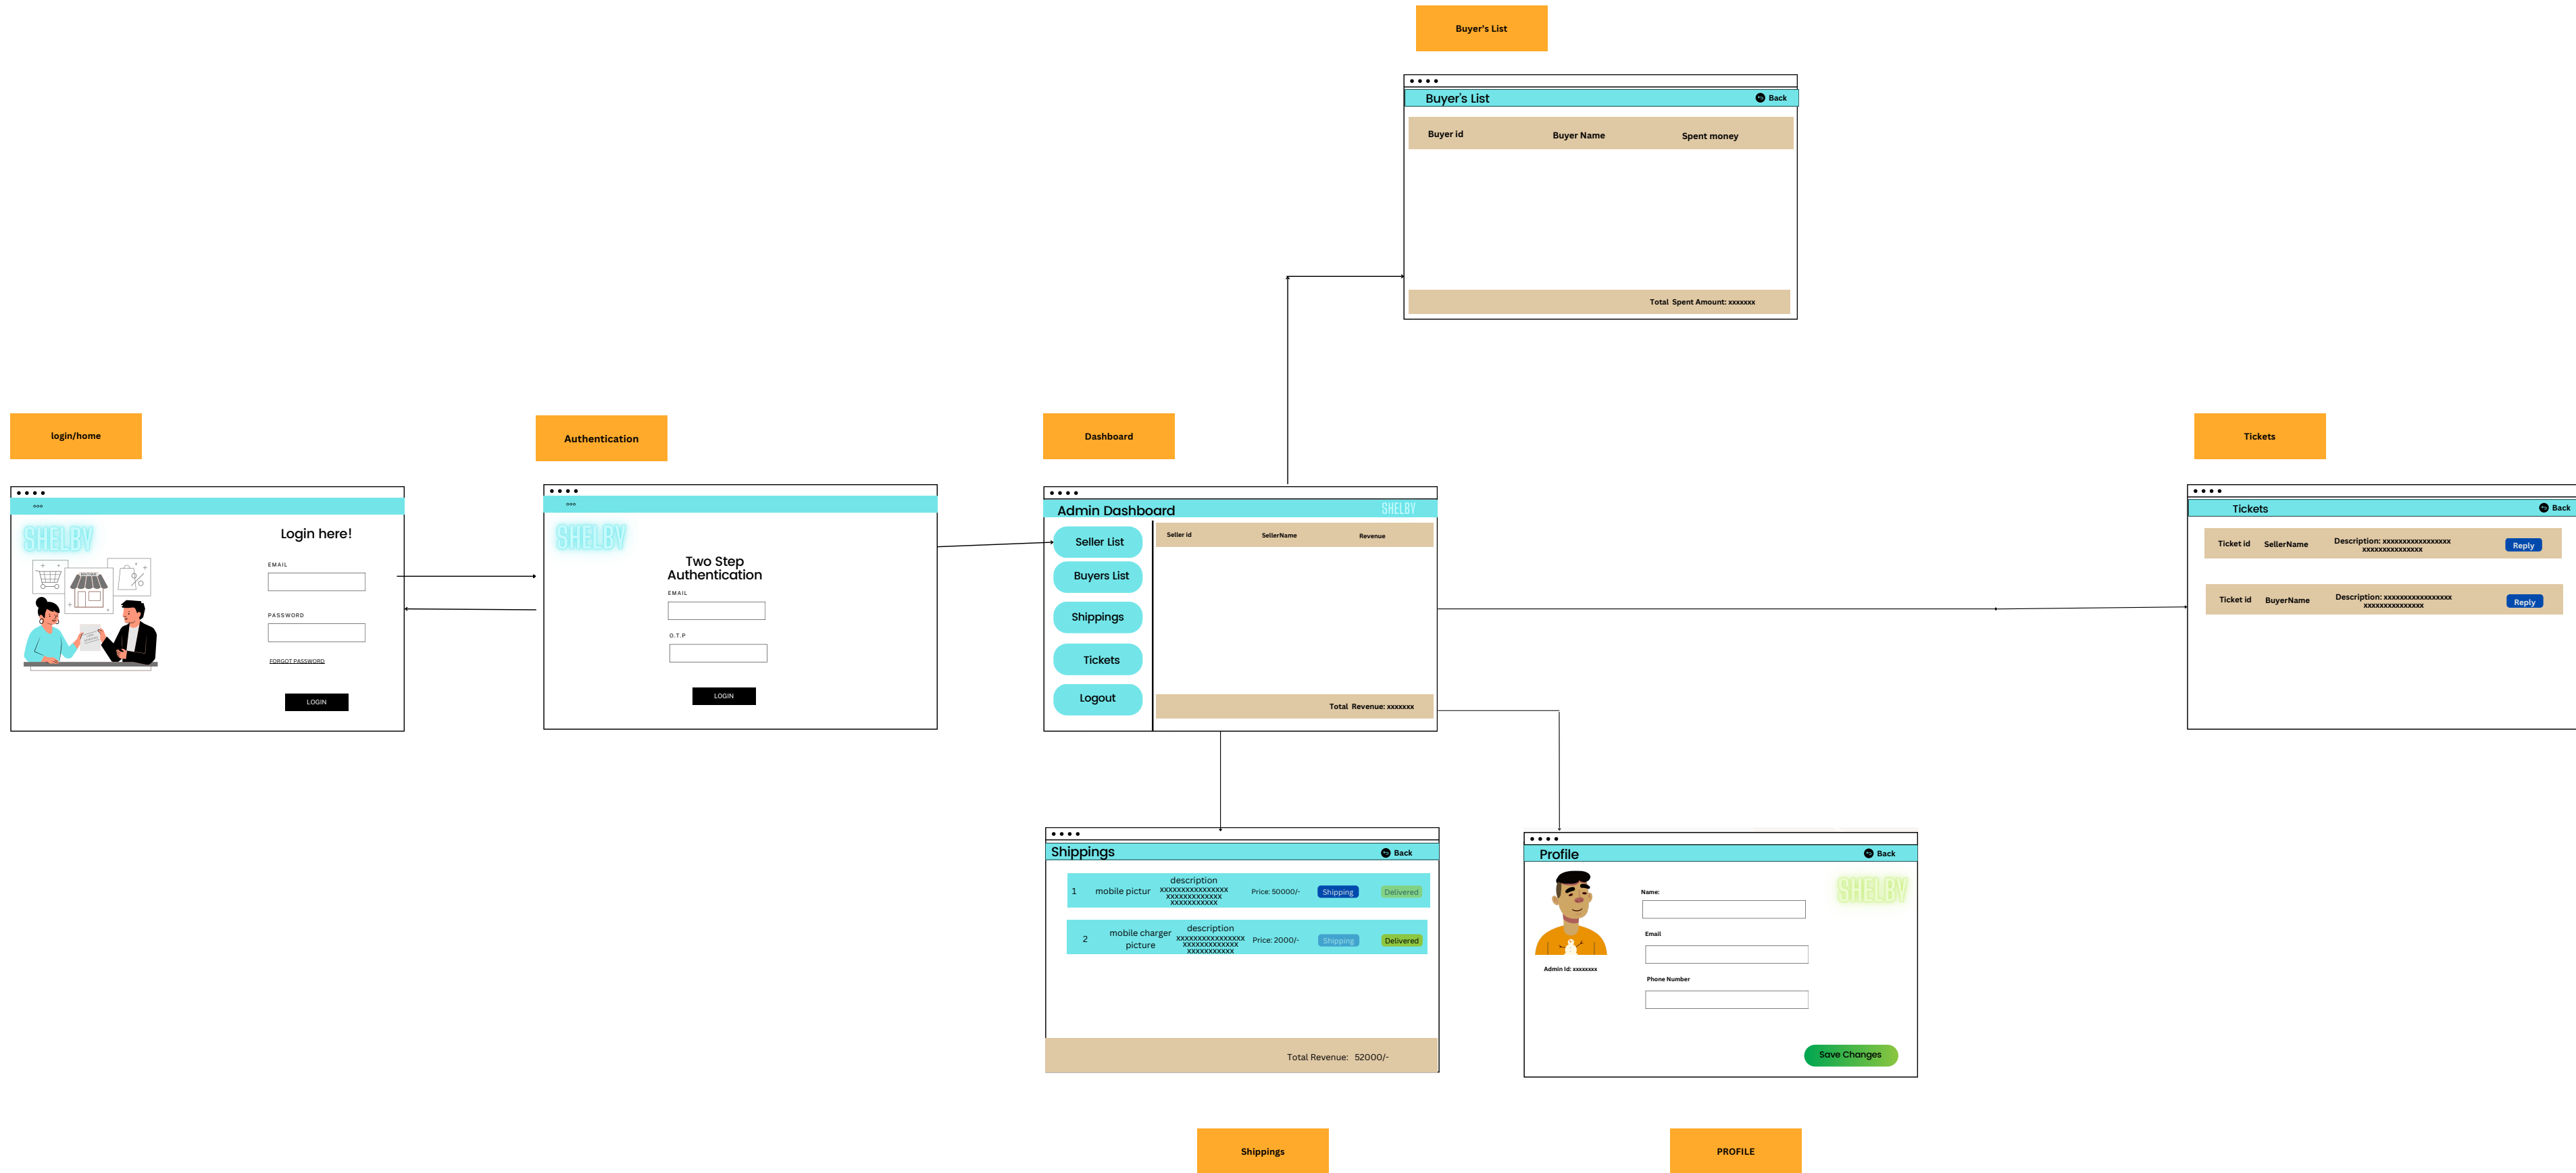 Buyer's List
Buyer's List
Back
Buyer id
Buyer Name
Spent money
Total Spent Amount: xxxxxxx
login/home
SHELBY
Login here!
EMAIL
PASSWORD
FORGOT PASSWORD
LOGIN
Authentication
SHELBY
Two Step
Authentication
EMAIL
O.T.P
LOGIN
Dashboard
Admin Dashboard
SHELBY
Seller List
Buyers List
Shippings
Tickets
Logout
Seller id
SellerName
Revenue
Total Revenue: xxxxxxx
Tickets
Tickets
Back
Ticket id
SellerName
Description: xxxxxxxxxxxxxxxxx
xxxxxxxxxxxxxxx
Reply
Ticket id
BuyerName
Description: xxxxxxxxxxxxxxxxx
xxxxxxxxxxxxxxx
Reply
Shippings
Back
1
mobile pictur
description
xxxxxxxxxxxxxxxx
xxxxxxxxxxxxx
xxxxxxxxxxx
Price: 50000/-
Shipping
Delivered
2
mobile charger
picture
description
xxxxxxxxxxxxxxxx
xxxxxxxxxxxxx
xxxxxxxxxxx
Price: 2000/-
Shipping
Delivered
Total Revenue: 52000/-
Shippings
Profile
Back
SHELBY
Admin Id: xxxxxxxx
Name:
Email
Phone Number
Save Changes
PROFILE